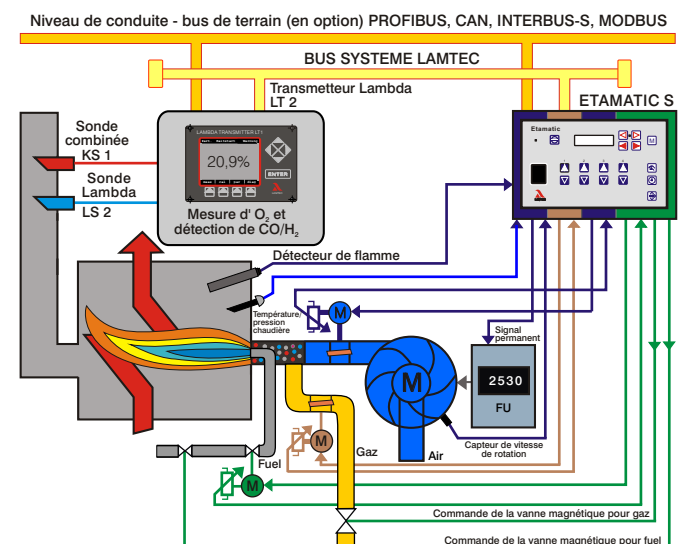 Niveau de conduite - bus de terrain (en option) PROFIBUS, CAN, INTERBUS-S, MODBUS
BUS SYSTEME LAMTEC
Transmetteur Lambda
LT 2
ETAMATIC S
Sonde
combinée
KS 1
Sonde
Lambda
LS 2
LAMBDA TRANSMITTER LT1
20,9%
ENTER
Mesure d' O2 et
détection de CO/H2
Etamatic
M
Détecteur de flamme
Température/
pression
chaudière
M
Signal
permanent
2530
FU
M
Air
Capteur de vitesse
de rotation
Gaz
M
Fuel
M
Commande de la vanne magnétique pour gaz
Commande de la vanne magnétique pour fuel